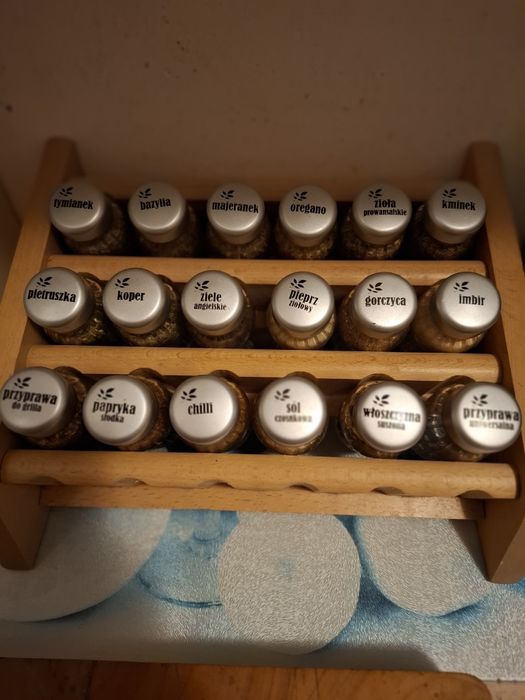 tymianek
bazylia
majeranek
oregano
zioła
prowansalskie
kminek
pietruszka
koper
ziele
angielskie
pieprz
ziołowy
gorczyca
imbir
przyprawa
do grilla
papryka
słodka
chilli
sól
czosnkowa
włoszczyzna
suszona
przyprawa
uniwersalna